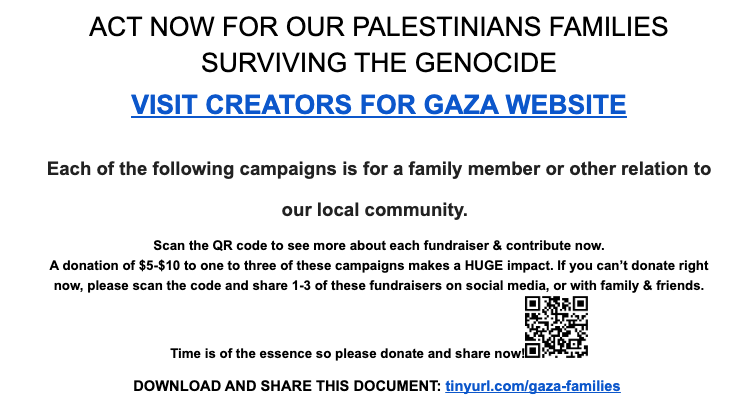 ACT NOW FOR OUR PALESTINIANS FAMILIES
SURVIVING THE GENOCIDE
VISIT CREATORS FOR GAZA WEBSITE
Each of the following campaigns is for a family member or other relation to
our local community.
Scan the QR code to see more about each fundraiser & contribute now.
A donation of $5-$10 to one to three of these campaigns makes a HUGE impact. If you can’t donate right
now, please scan the code and share 1-3 of these fundraisers on social media, or with family & friends.
Time is of the essence so please donate and share now!
DOWNLOAD AND SHARE THIS DOCUMENT: tinyurl.com/gaza-families